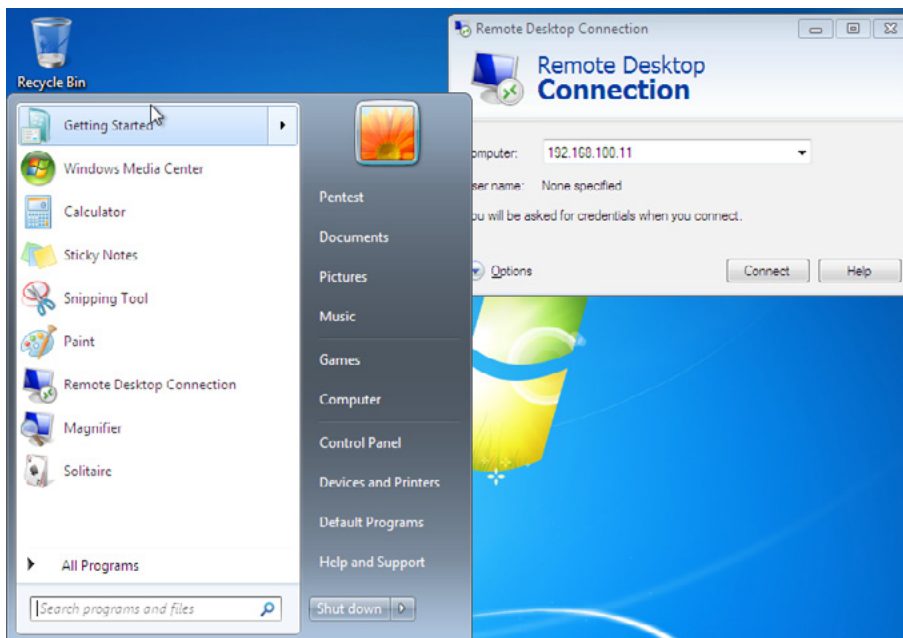 Recycle Bin
Getting Started
Windows Media Center
Calculator
Sticky Notes
Snipping Tool
Paint
Remote Desktop Connection
Magnifier
Solitaire
All Programs
Search programs and files
Pentest
Documents
Pictures
Music
Games
Computer
Control Panel
Devices and Printers
Default Programs
Help and Support
Shut down
Remote Desktop Connection
Remote Desktop
Connection
omputer: 192.168.100.11
ser name: None specified
ou will be asked for credentials when you connect.
Options
Connect
Help